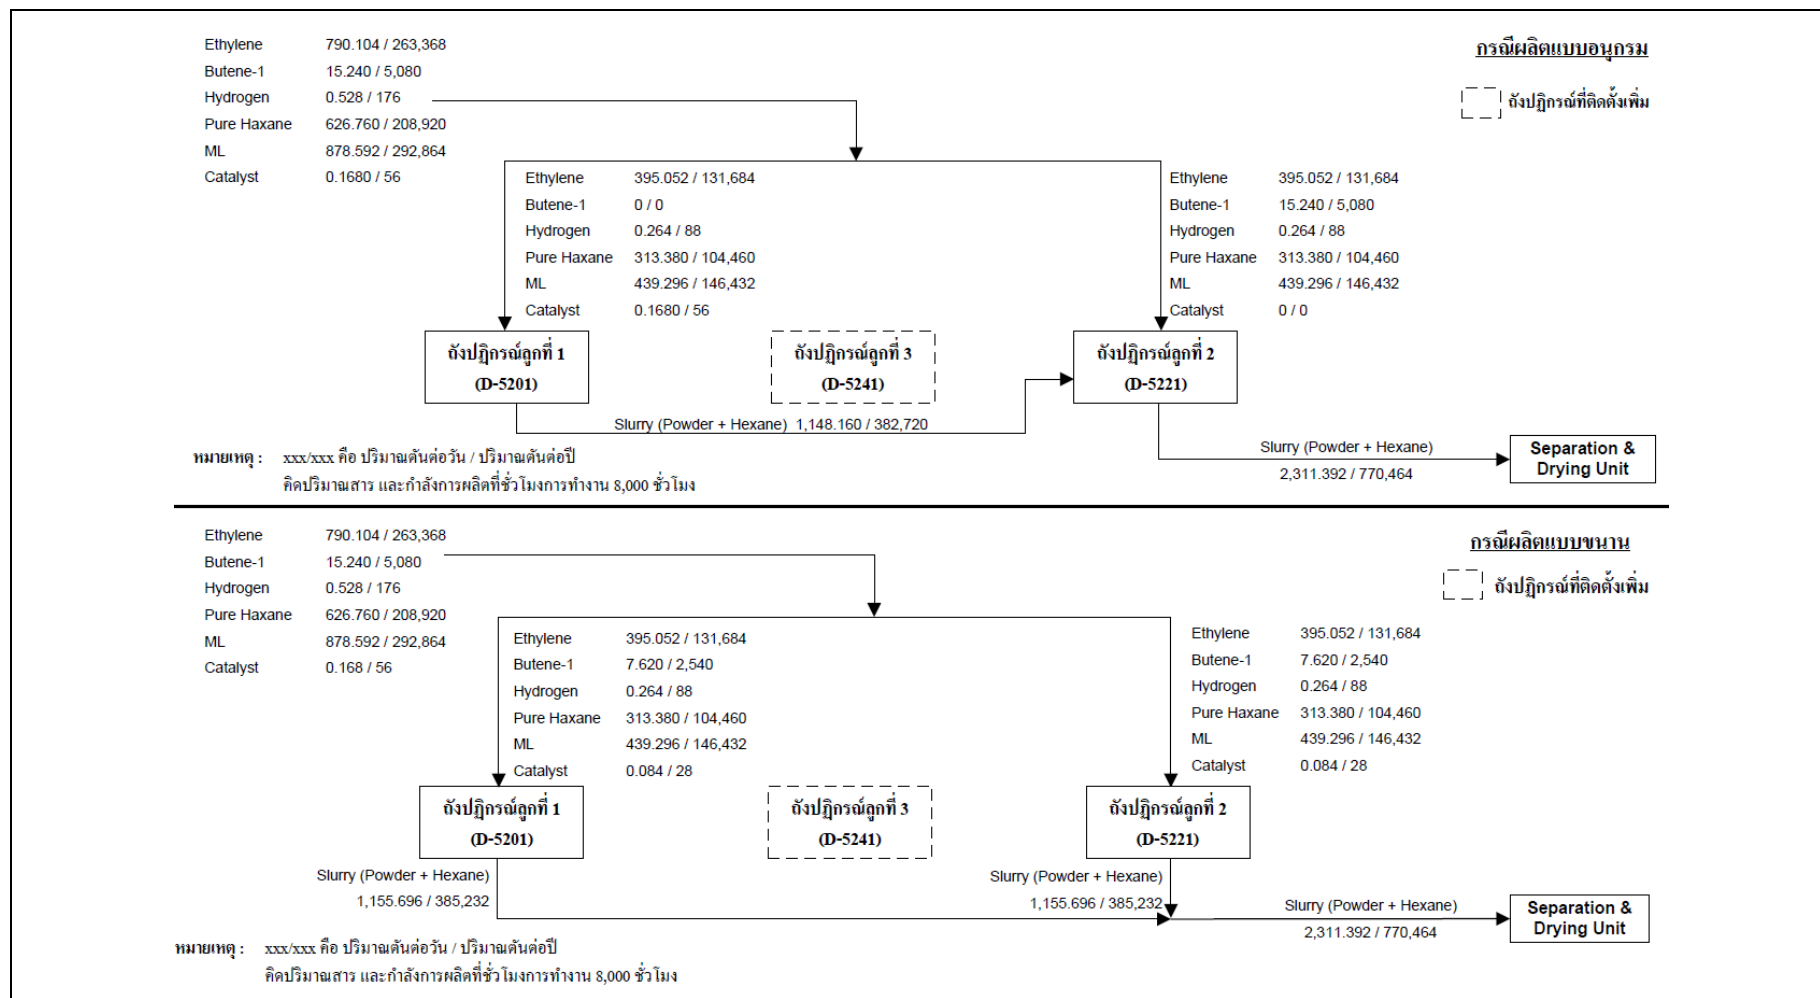 กรณีผลิตแบบอนุกรม
ถังปฏิกรณ์ที่ติดตั้งเพิ่ม
Ethylene 790.104 / 263,368
Butene-1 15.240 / 5,080
Hydrogen 0.528 / 176
Pure Haxane 626.760 / 208,920
ML 878.592 / 292,864
Catalyst 0.1680 / 56
Ethylene 395.052 / 131,684
Butene-1 0 / 0
Hydrogen 0.264 / 88
Pure Haxane 313.380 / 104,460
ML 439.296 / 146,432
Catalyst 0.1680 / 56
Ethylene 395.052 / 131,684
Butene-1 15.240 / 5,080
Hydrogen 0.264 / 88
Pure Haxane 313.380 / 104,460
ML 439.296 / 146,432
Catalyst 0 / 0
ถังปฏิกรณ์ลูกที่ 1
(D-5201)
ถังปฏิกรณ์ลูกที่ 3
(D-5241)
ถังปฏิกรณ์ลูกที่ 2
(D-5221)
Slurry (Powder + Hexane) 1,148.160 / 382,720
Slurry (Powder + Hexane)
2,311.392 / 770,464
Separation &
Drying Unit
หมายเหตุ : xxx/xxx คือ ปริมาณตันต่อวัน / ปริมาณตันต่อปี
คิดปริมาณสาร และกำลังการผลิตที่ชั่วโมงการทำงาน 8,000 ชั่วโมง
กรณีผลิตแบบขนาน
ถังปฏิกรณ์ที่ติดตั้งเพิ่ม
Ethylene 790.104 / 263,368
Butene-1 15.240 / 5,080
Hydrogen 0.528 / 176
Pure Haxane 626.760 / 208,920
ML 878.592 / 292,864
Catalyst 0.168 / 56
Ethylene 395.052 / 131,684
Butene-1 7.620 / 2,540
Hydrogen 0.264 / 88
Pure Haxane 313.380 / 104,460
ML 439.296 / 146,432
Catalyst 0.084 / 28
Ethylene 395.052 / 131,684
Butene-1 7.620 / 2,540
Hydrogen 0.264 / 88
Pure Haxane 313.380 / 104,460
ML 439.296 / 146,432
Catalyst 0.084 / 28
ถังปฏิกรณ์ลูกที่ 1
(D-5201)
ถังปฏิกรณ์ลูกที่ 3
(D-5241)
ถังปฏิกรณ์ลูกที่ 2
(D-5221)
Slurry (Powder + Hexane)
1,155.696 / 385,232
Slurry (Powder + Hexane)
1,155.696 / 385,232
Slurry (Powder + Hexane)
2,311.392 / 770,464
Separation &
Drying Unit
หมายเหตุ : xxx/xxx คือ ปริมาณตันต่อวัน / ปริมาณตันต่อปี
คิดปริมาณสาร และกำลังการผลิตที่ชั่วโมงการทำงาน 8,000 ชั่วโมง